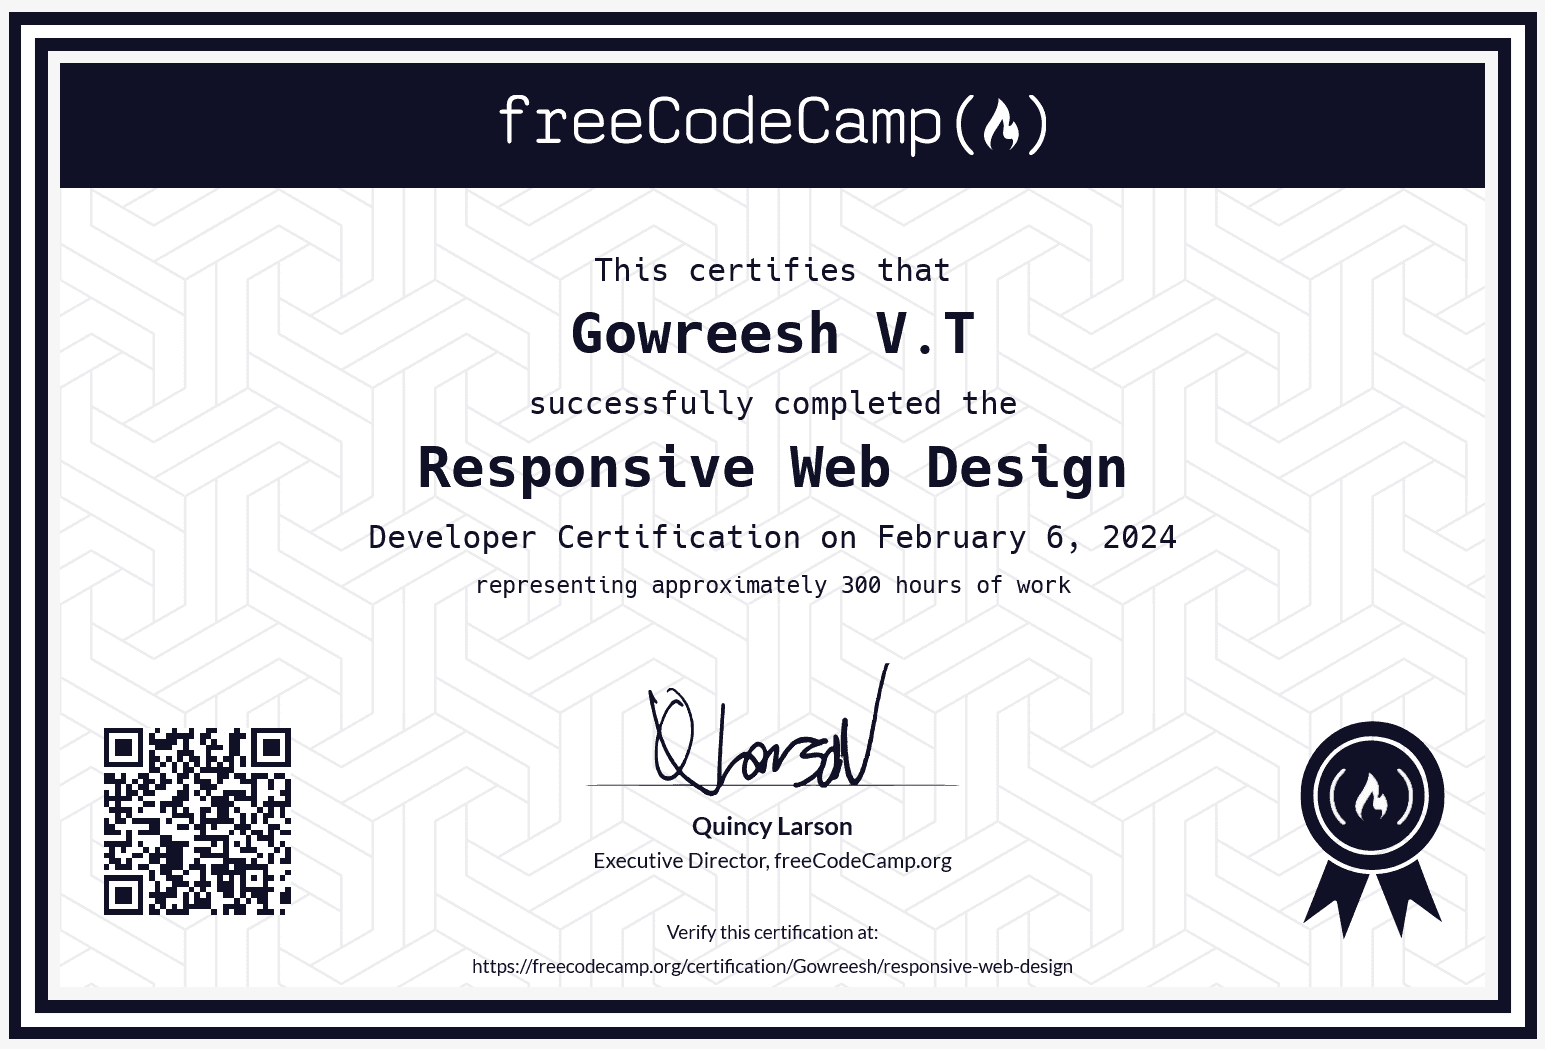 freeCodeCamp
This certifies that
Gowreesh V.T
successfully completed the
Responsive Web Design
Developer Certification on February 6, 2024
representing approximately 300 hours of work
Q Larson
Quincy Larson
Executive Director, freeCodeCamp.org
Verify this certification at:
https://freecodecamp.org/certification/Gowreesh/responsive-web-design